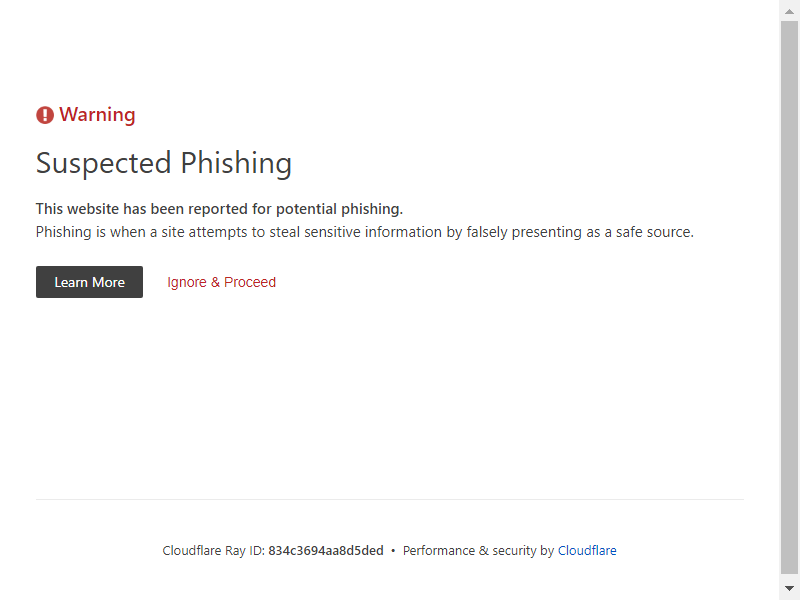 Warning
Suspected Phishing
This website has been reported for potential phishing.
Phishing is when a site attempts to steal sensitive information by falsely presenting as a safe source.
Learn More Ignore & Proceed
Cloudflare Ray ID: 834c3694aa8d5ded • Performance & security by Cloudflare